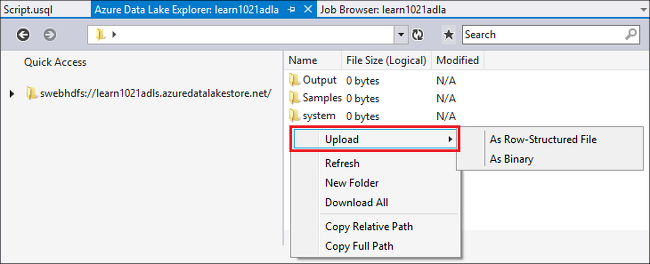 Script.usql Azure Data Lake Explorer: learn1021adla Job Browser: learn1021adla
Search
Quick Access
swebhdfs://learn1021adls.azuredatalakestore.net/
Name File Size (Logical) Modified
Output 0 bytes N/A
Samples 0 bytes N/A
system 0 bytes N/A
Upload
As Row-Structured File
As Binary
Refresh
New Folder
Download All
Copy Relative Path
Copy Full Path